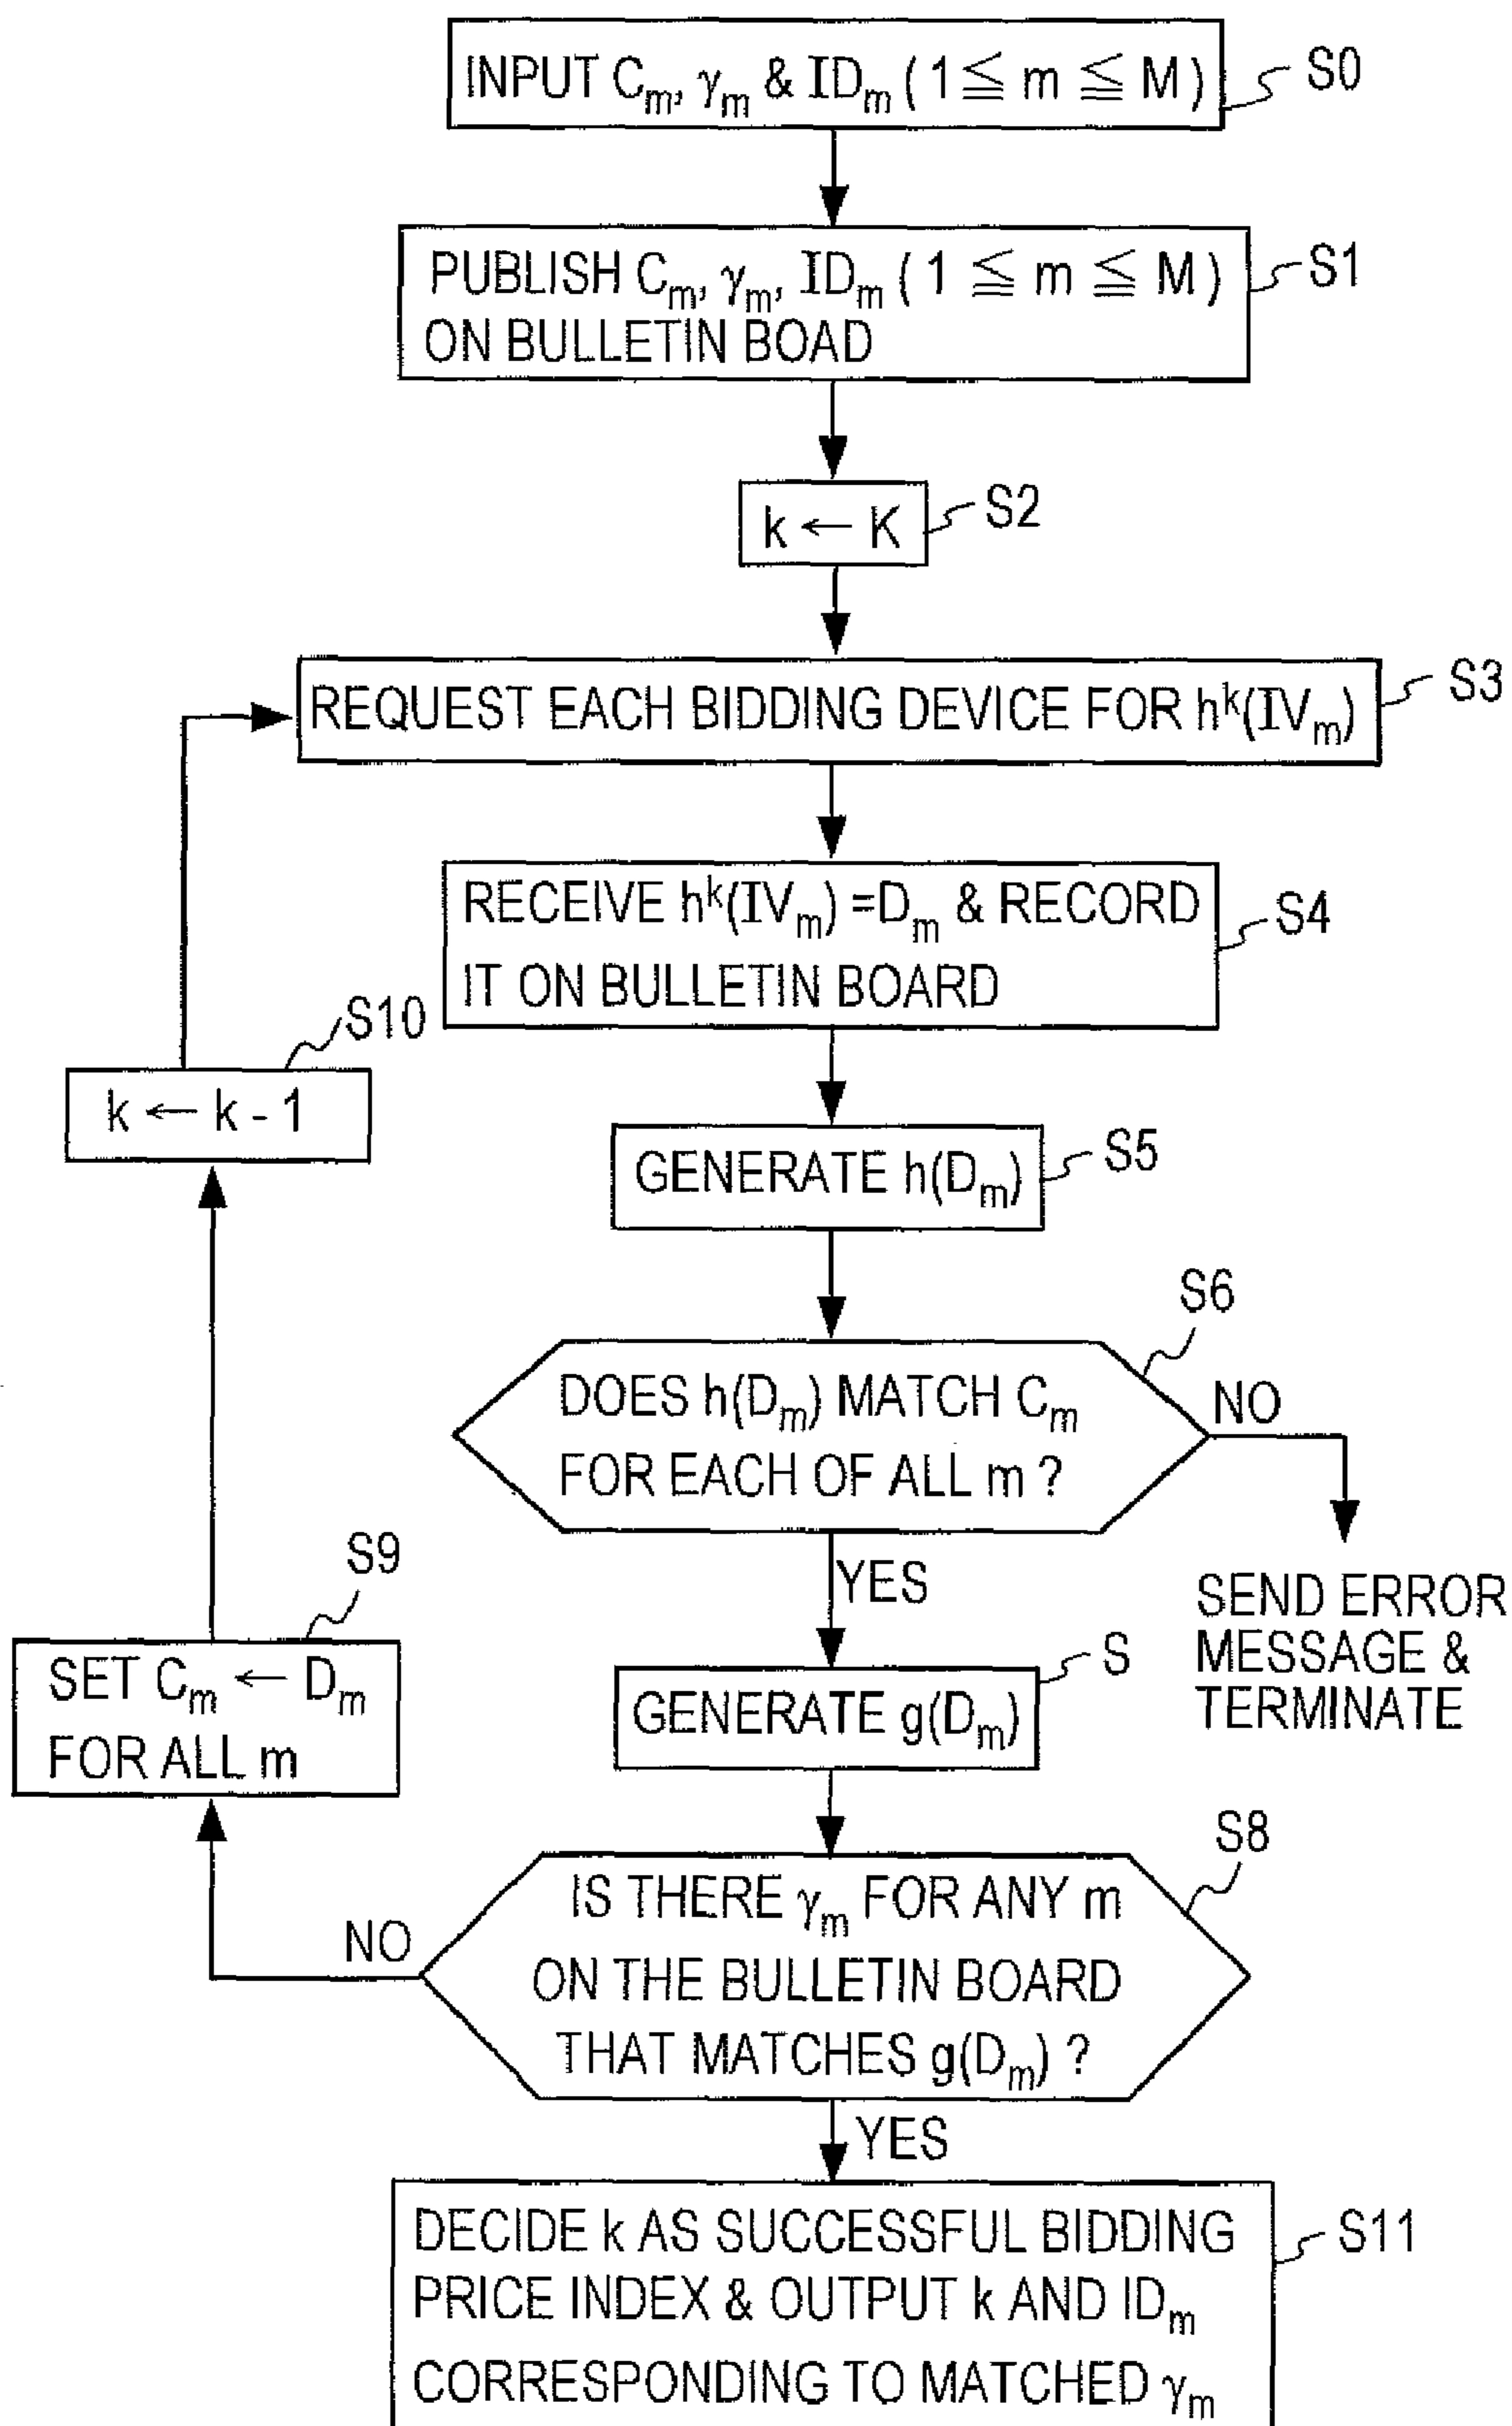 INPUT Cm, γm & IDm ( 1 ≦ m ≦ M )
S0
PUBLISH Cm, γm, IDm ( 1 ≦ m ≦ M )
ON BULLETIN BOAD
S1
k ← K
S2
REQUEST EACH BIDDING DEVICE FOR hk(IVm)
S3
RECEIVE hk(IVm) =Dm & RECORD
IT ON BULLETIN BOARD
S4
S10
k ← k - 1
GENERATE h(Dm)
S5
S6
DOES h(Dm) MATCH Cm
FOR EACH OF ALL m ?
NO
YES
SEND ERROR
MESSAGE &
TERMINATE
S9
SET Cm ← Dm
FOR ALL m
S
GENERATE g(Dm)
S8
IS THERE γm FOR ANY m
ON THE BULLETIN BOARD
THAT MATCHES g(Dm) ?
NO
YES
DECIDE k AS SUCCESSFUL BIDDING
PRICE INDEX & OUTPUT k AND IDm
CORRESPONDING TO MATCHED γm
S11